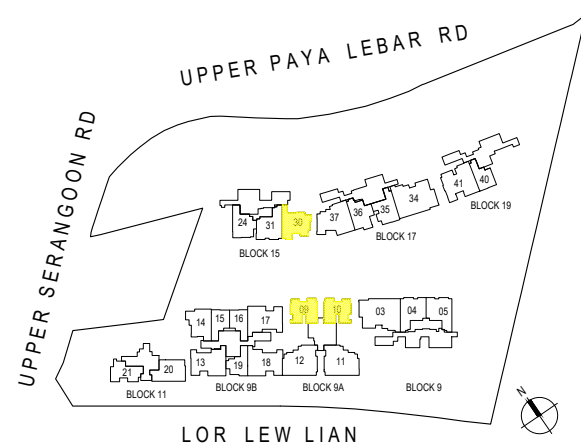 UPPER PAYA LEBAR RD
UPPER SERANGOON RD
40
41
BLOCK 19
34
35
36
37
BLOCK 17
24
31
30
BLOCK 15
14
15
16
17
09
10
03
04
05
13
19
18
12
11
21
20
BLOCK 11
BLOCK 9B
BLOCK 9A
BLOCK 9
N
LOR LEW LIAN